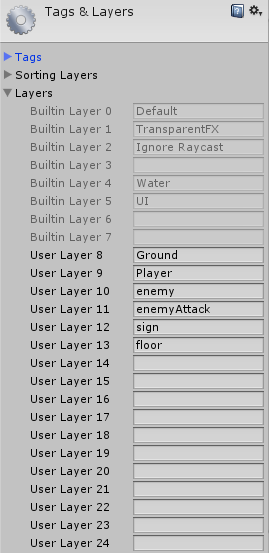 Tags & Layers
Tags
Sorting Layers
Layers
Builtin Layer 0 Default
Builtin Layer 1 TransparentFX
Builtin Layer 2 Ignore Raycast
Builtin Layer 3
Builtin Layer 4 Water
Builtin Layer 5 UI
Builtin Layer 6
Builtin Layer 7
User Layer 8 Ground
User Layer 9 Player
User Layer 10 enemy
User Layer 11 enemyAttack
User Layer 12 sign
User Layer 13 floor
User Layer 14
User Layer 15
User Layer 16
User Layer 17
User Layer 18
User Layer 19
User Layer 20
User Layer 21
User Layer 22
User Layer 23
User Layer 24